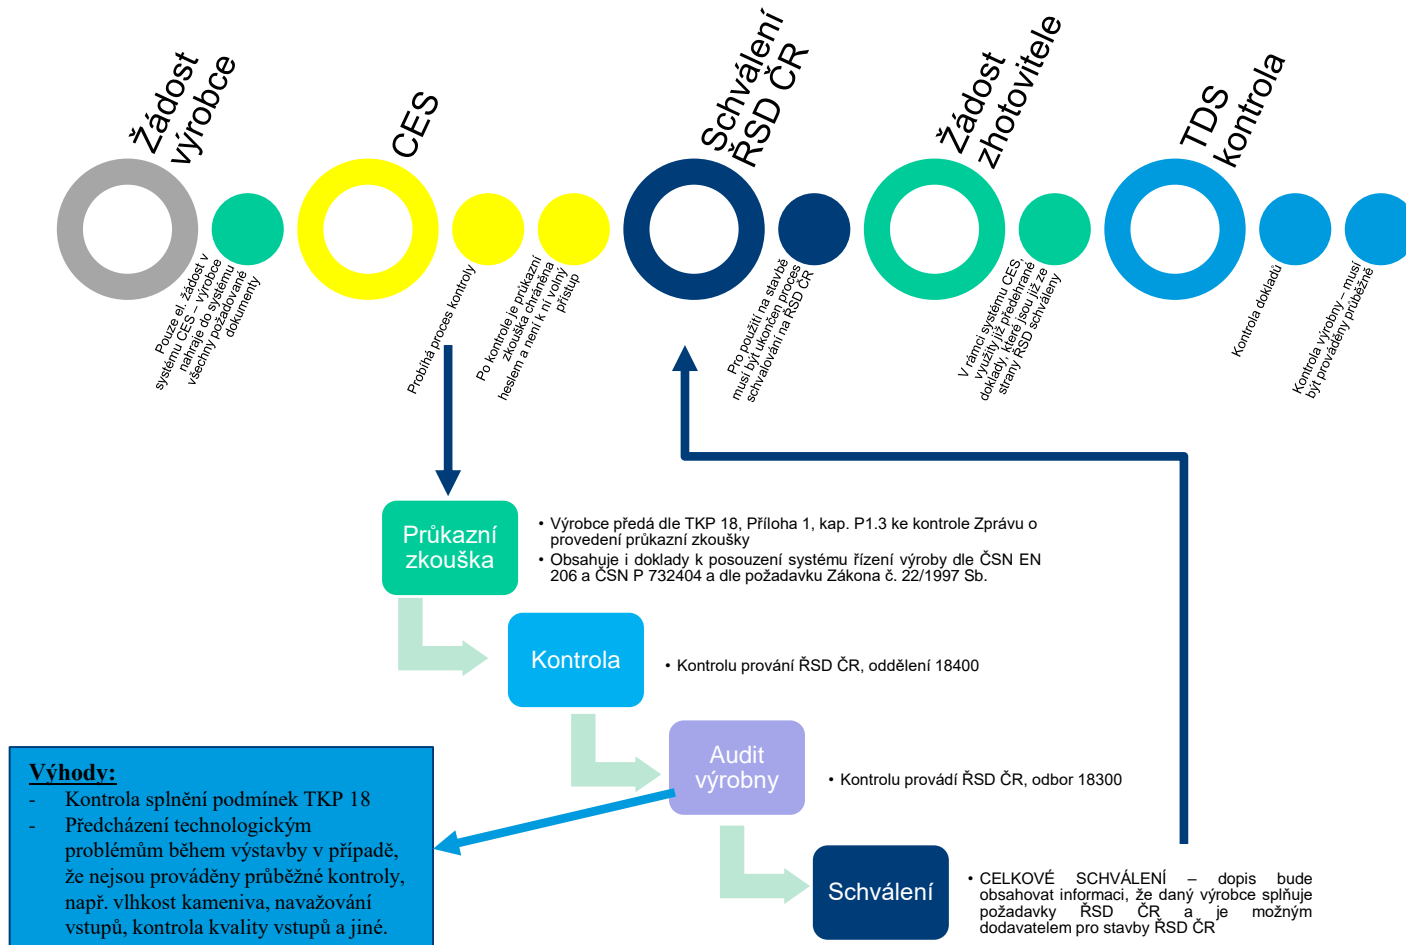 Žádost
výrobce
Pouze el. žádost v
systému CES – výrobce
nahraje do systému
všechny požadované
dokumenty
CES
Probíhá proces kontroly
Po kontrole je průkazní
zkouška chráněna
heslem a není k ní volný
přístup
Schválení
ŘSD ČR
Pro použití na stavbě
musí být ukončen proces
schvalování na ŘSD ČR
Žádost
zhotovitele
V rámci systému CES,
využity již předehrané
doklady, které jsou již ze
strany ŘSD schváleny
TDS
kontrola
Kontrola dokladů
Kontrola výrobny – musí
být prováděny průběžně
Průkazní
zkouška
• Výrobce předá dle TKP 18, Příloha 1, kap. P1.3 ke kontrole Zprávu o
provedení průkazní zkoušky
• Obsahuje i doklady k posouzení systému řízení výroby dle ČSN EN
206 a ČSN P 732404 a dle požadavku Zákona č. 22/1997 Sb.
Kontrola
• Kontrolu prování ŘSD ČR, oddělení 18400
Audit
výrobny
• Kontrolu provádí ŘSD ČR, odbor 18300
Schválení
• CELKOVÉ SCHVÁLENÍ – dopis bude
obsahovat informaci, že daný výrobce splňuje
požadavky ŘSD ČR a je možným
dodavatelem pro stavby ŘSD ČR
Výhody:
- Kontrola splnění podmínek TKP 18
- Předcházení technologickým
problémům během výstavby v případě,
že nejsou prováděny průběžné kontroly,
např. vlhkost kameniva, navažování
vstupů, kontrola kvality vstupů a jiné.